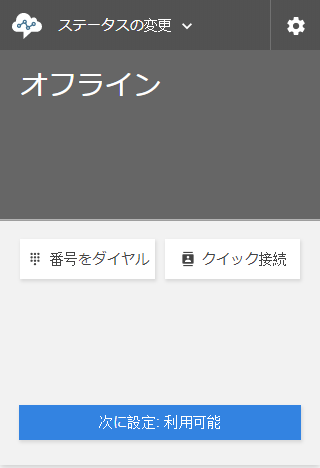 ステータスの変更
オフライン
番号をダイヤル
クイック接続
次に設定: 利用可能